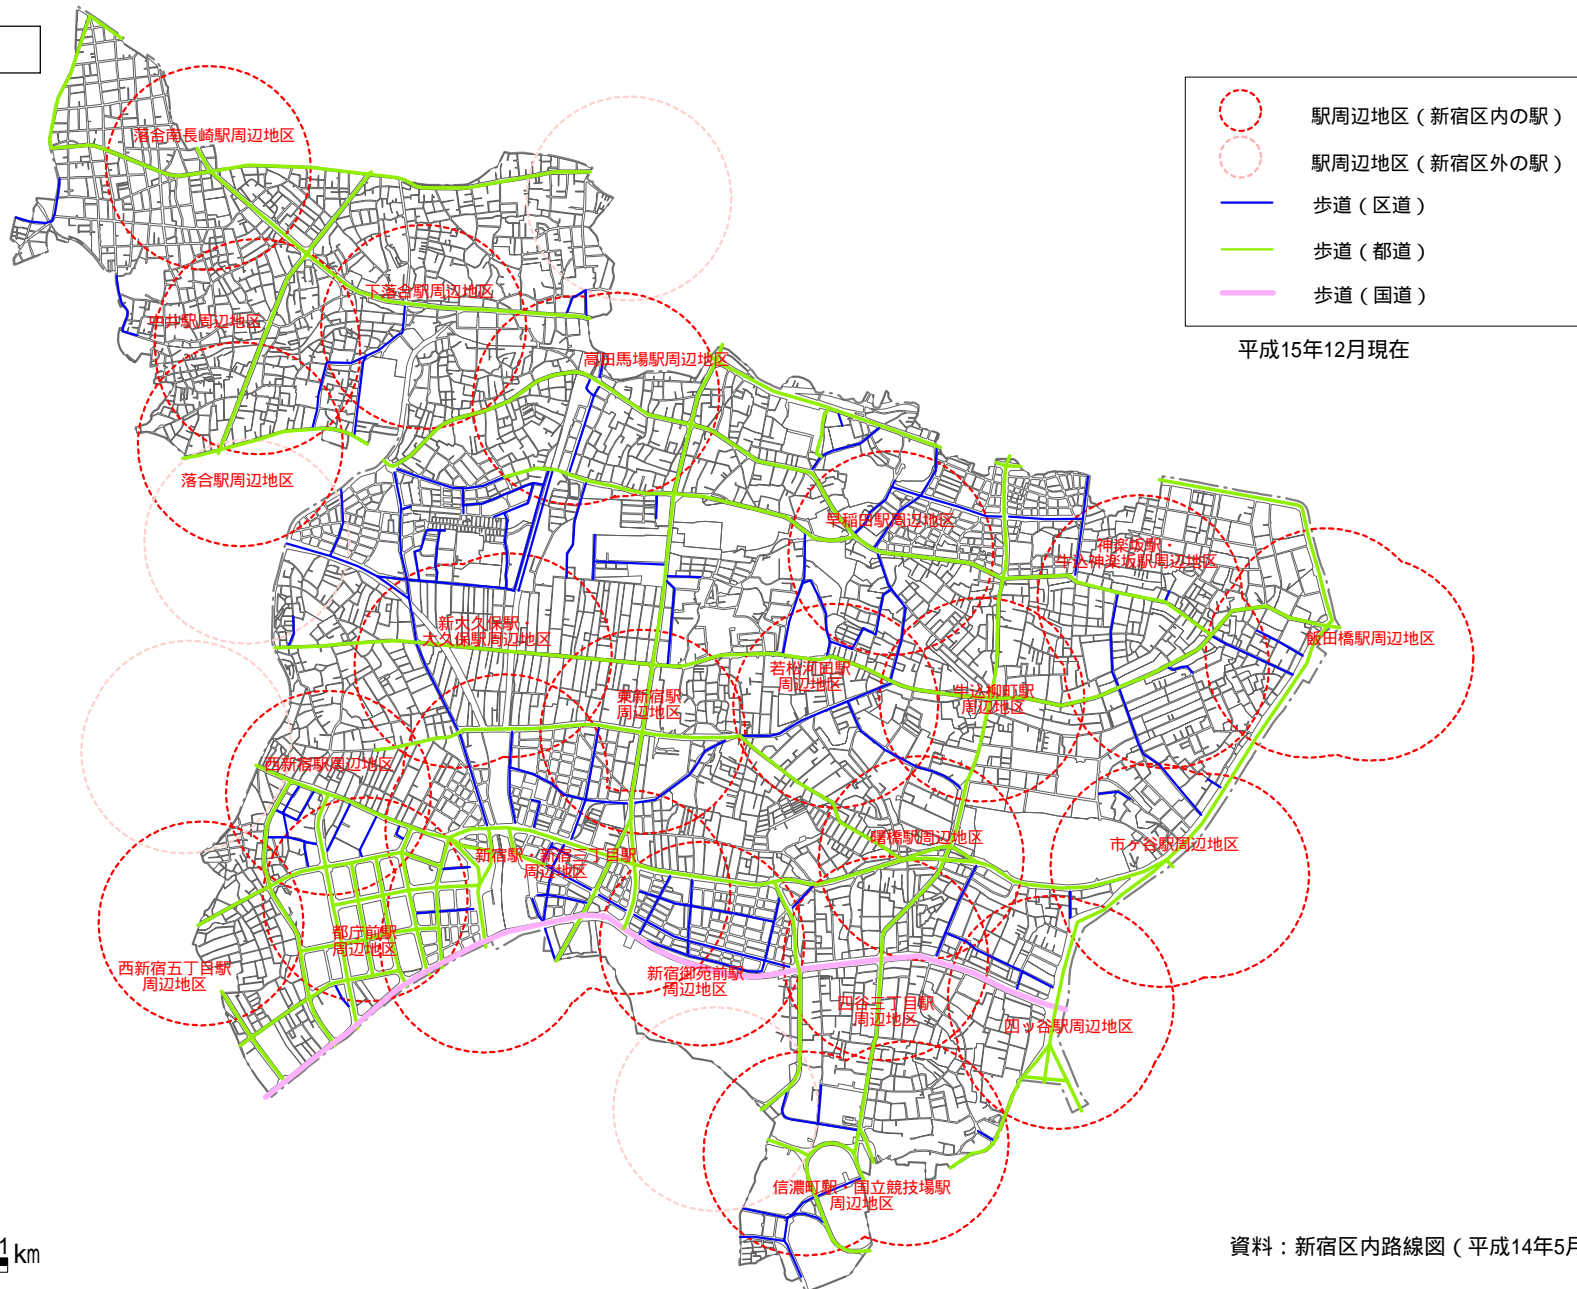 駅周辺地区（新宿区内の駅）
駅周辺地区（新宿区外の駅）
歩道（区道）
歩道（都道）
歩道（国道）
平成15年12月現在
落合南長崎駅周辺地区
下落合駅周辺地区
中井駅周辺地区
高田馬場駅周辺地区
落合駅周辺地区
早稲田駅周辺地区
神楽坂駅・
牛込神楽坂駅周辺地区
新大久保駅・
大久保駅周辺地区
飯田橋駅周辺地区
若松河田駅
周辺地区
東新宿駅
周辺地区
牛込柳町駅
周辺地区
西新宿駅周辺地区
曙橋駅周辺地区
市ヶ谷駅周辺地区
新宿駅・新宿三丁目駅
周辺地区
都庁前駅
周辺地区
西新宿五丁目駅
周辺地区
新宿御苑前駅
周辺地区
四谷三丁目駅
周辺地区
四ッ谷駅周辺地区
信濃町駅・国立競技場駅
周辺地区
1km
資料：新宿区内路線図（平成14年5月